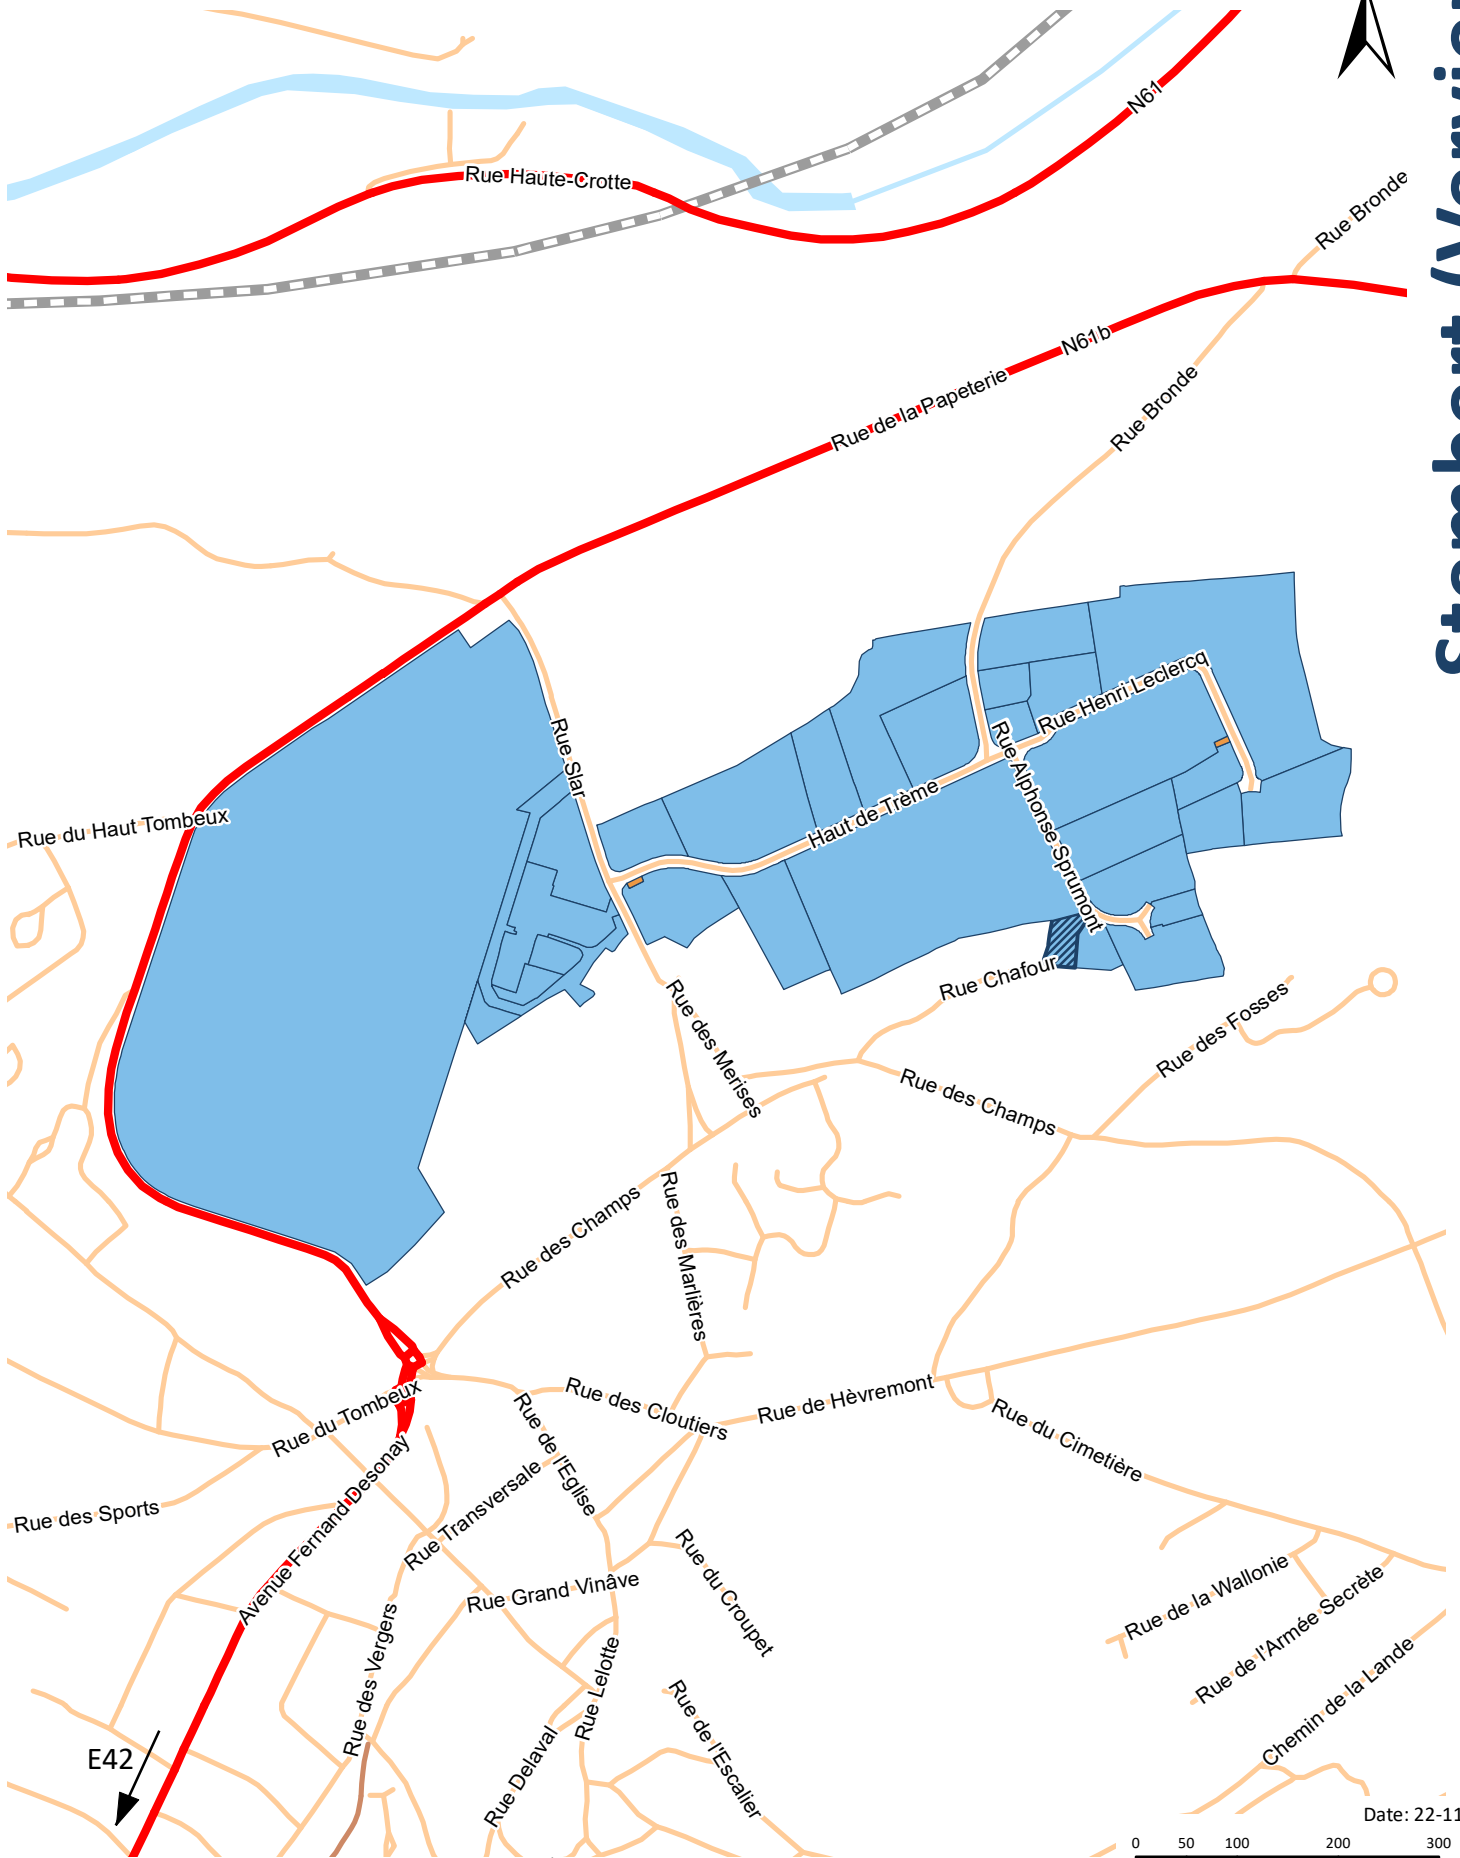 N61
Rue Haute-Crotte
Rue Bronde
N61b
Rue de la Papeterie
Rue Bronde
Rue Henri Leclercq
Rue Slar
Rue Alphonse Sprumont
Haut de Trème
Rue du Haut Tombeux
Rue Chafour
Rue des Merises
Rue des Fosses
Rue des Champs
Rue des Champs
Rue des Marlières
Rue du Tombeux
Rue des Cloutiers
Rue de Hèvremont
Rue de l'Eglise
Rue du Cimetière
Avenue Fernand Desonay
Rue Transversale
Rue des Sports
Rue du Croupet
Rue Grand Vinâve
Rue de la Wallonie
Rue de l'Armée Secrète
Rue des Vergers
Rue Lelotte
Chemin de la Lande
Rue de l'Escalier
Rue Delaval
E42
Date: 22-11
0 50 100 200 300